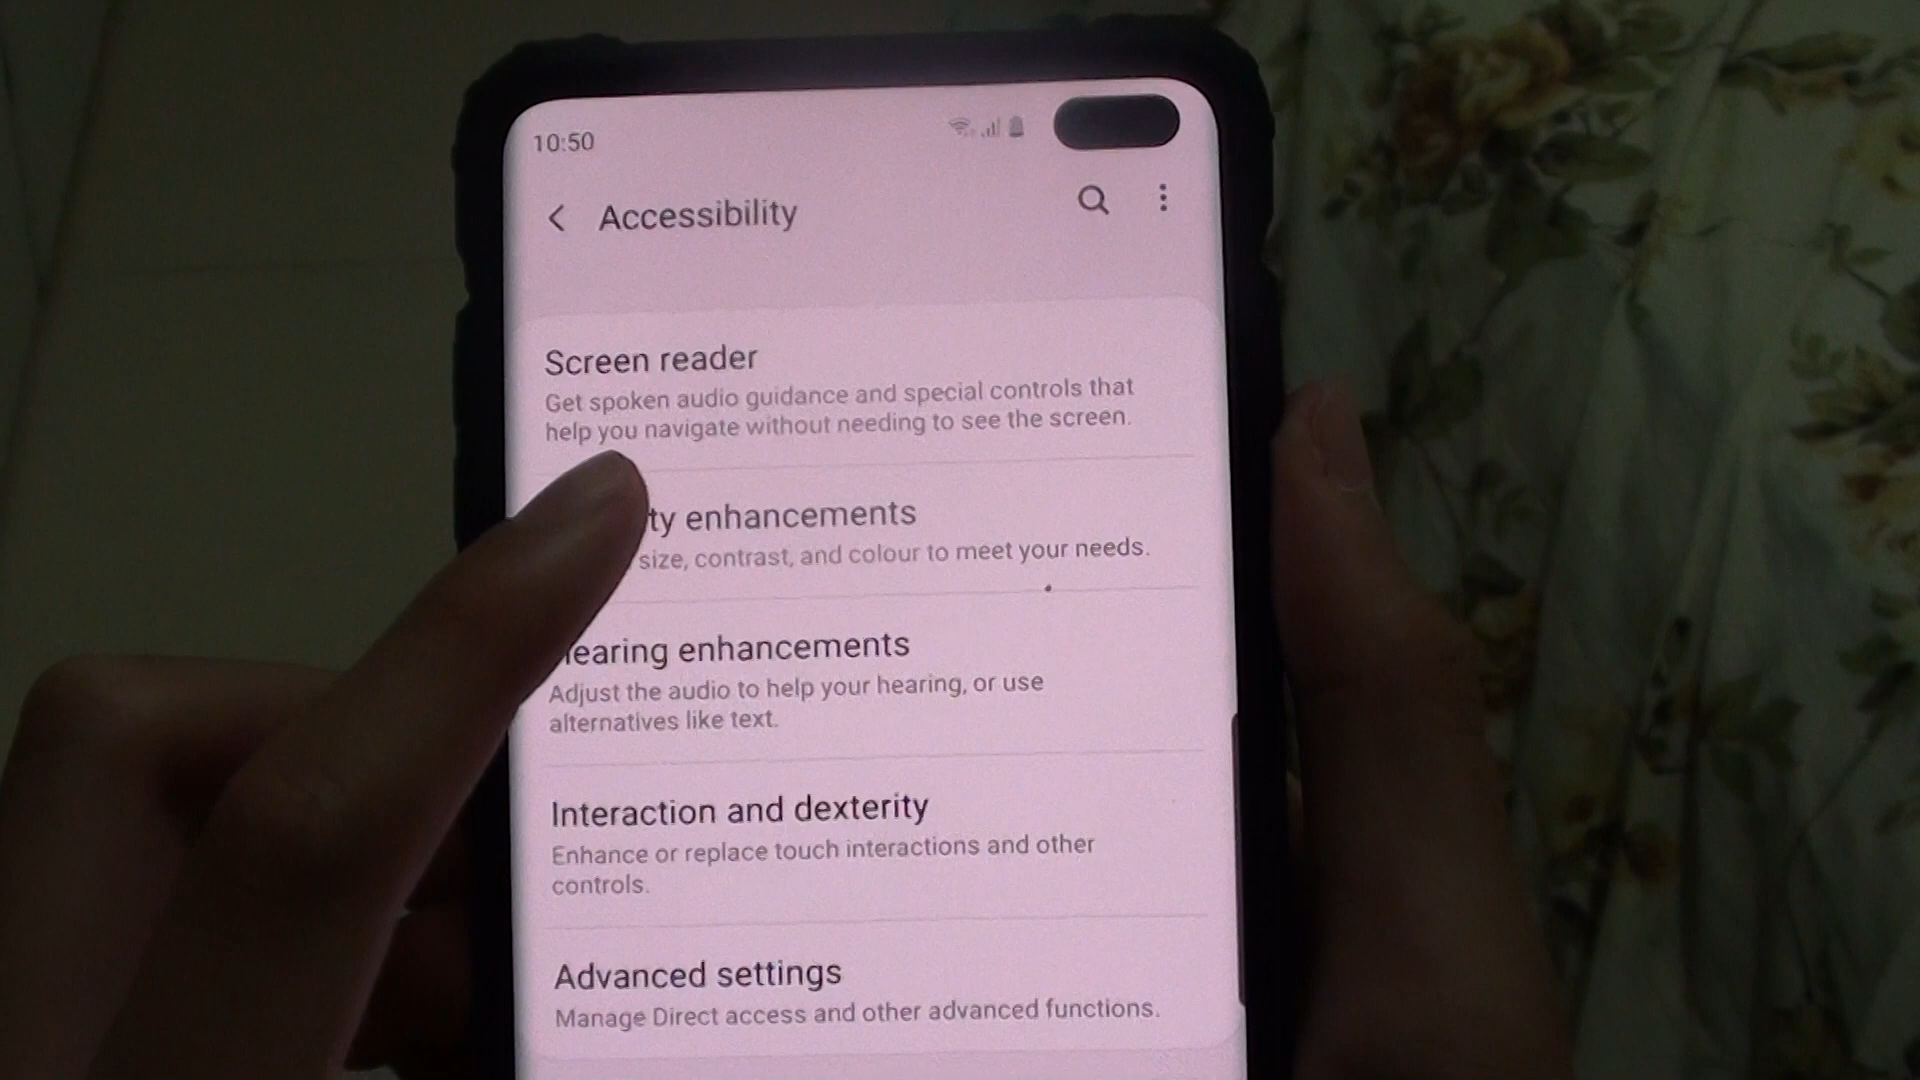 10:50
Accessibility
Screen reader
Get spoken audio guidance and special controls that
help you navigate without needing to see the screen.
enhancements
size, contrast, and colour to meet your needs.
enhancements
Adjust the audio to help your hearing, or use
alternatives like text.
Interaction and dexterity
Enhance or replace touch interactions and other
controls.
Advanced settings
Manage Direct access and other advanced functions.